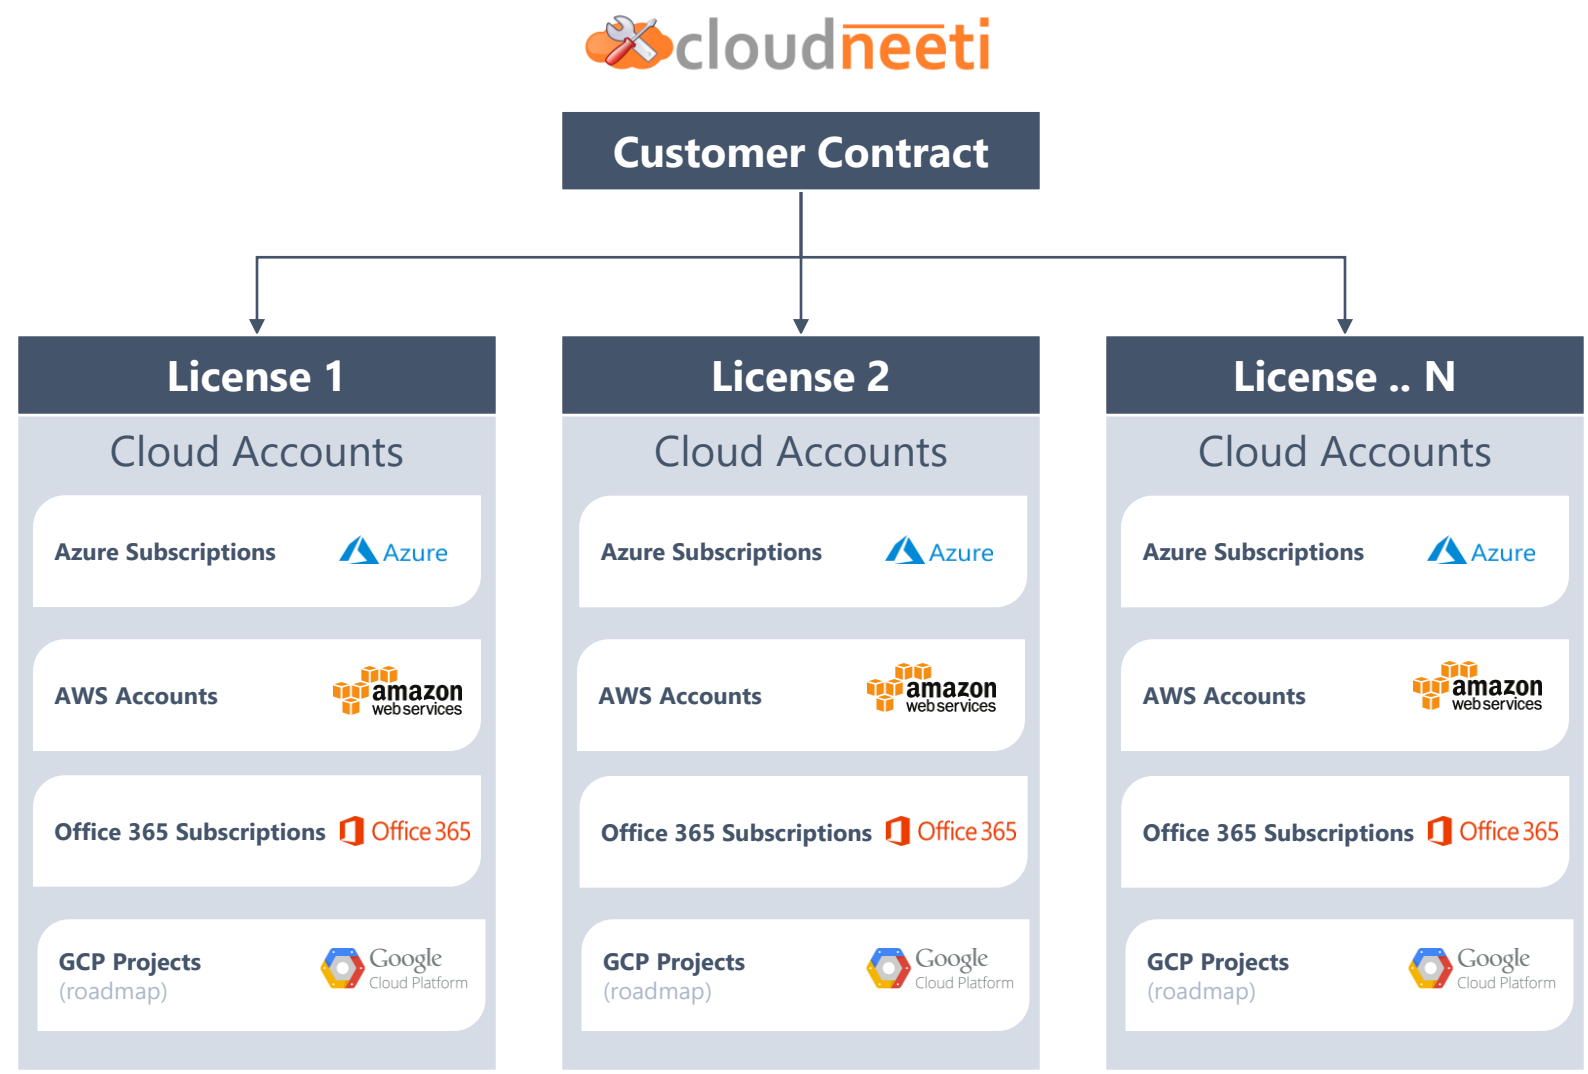 cloudneeti
Customer Contract
License 1
Cloud Accounts
Azure Subscriptions
Azure
AWS Accounts
amazon
web services
Office 365 Subscriptions
Office 365
GCP Projects
(roadmap)
Google
Cloud Platform
License 2
Cloud Accounts
Azure Subscriptions
Azure
AWS Accounts
amazon
web services
Office 365 Subscriptions
Office 365
GCP Projects
(roadmap)
Google
Cloud Platform
License .. N
Cloud Accounts
Azure Subscriptions
Azure
AWS Accounts
amazon
web services
Office 365 Subscriptions
Office 365
GCP Projects
(roadmap)
Google
Cloud Platform